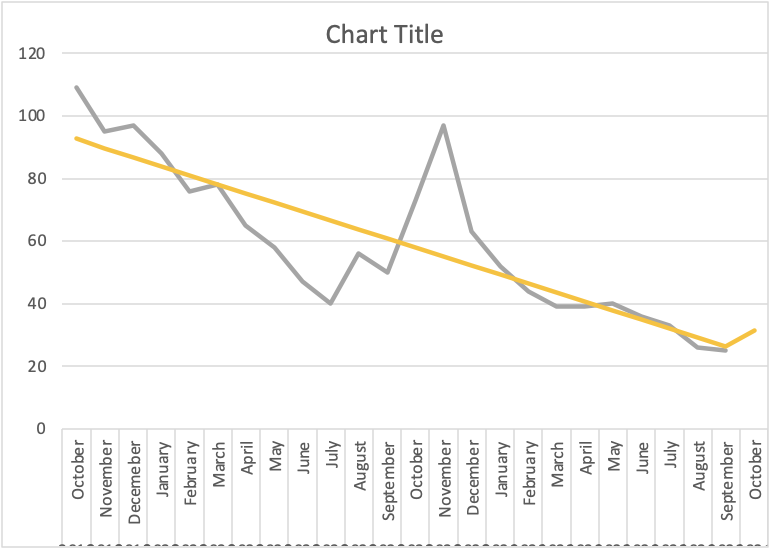 Chart Title
120
100
80
60
40
20
0
October
November
Decemeber
January
February
March
April
May
June
July
August
September
October
November
December
January
February
March
April
May
June
July
August
September
October